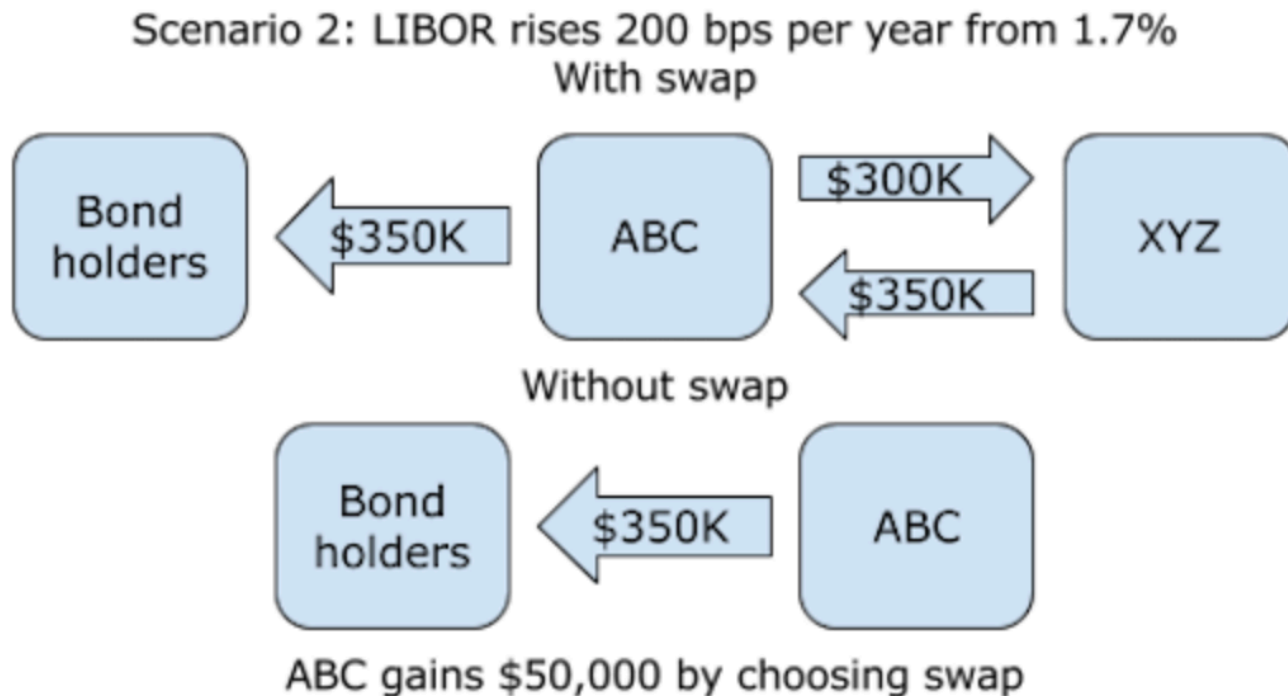 Scenario 2: LIBOR rises 200 bps per year from 1.7%
With swap
Bond
holders
$350K
ABC
$300K
$350K
XYZ
Without swap
Bond
holders
$350K
ABC
ABC gains $50,000 by choosing swap